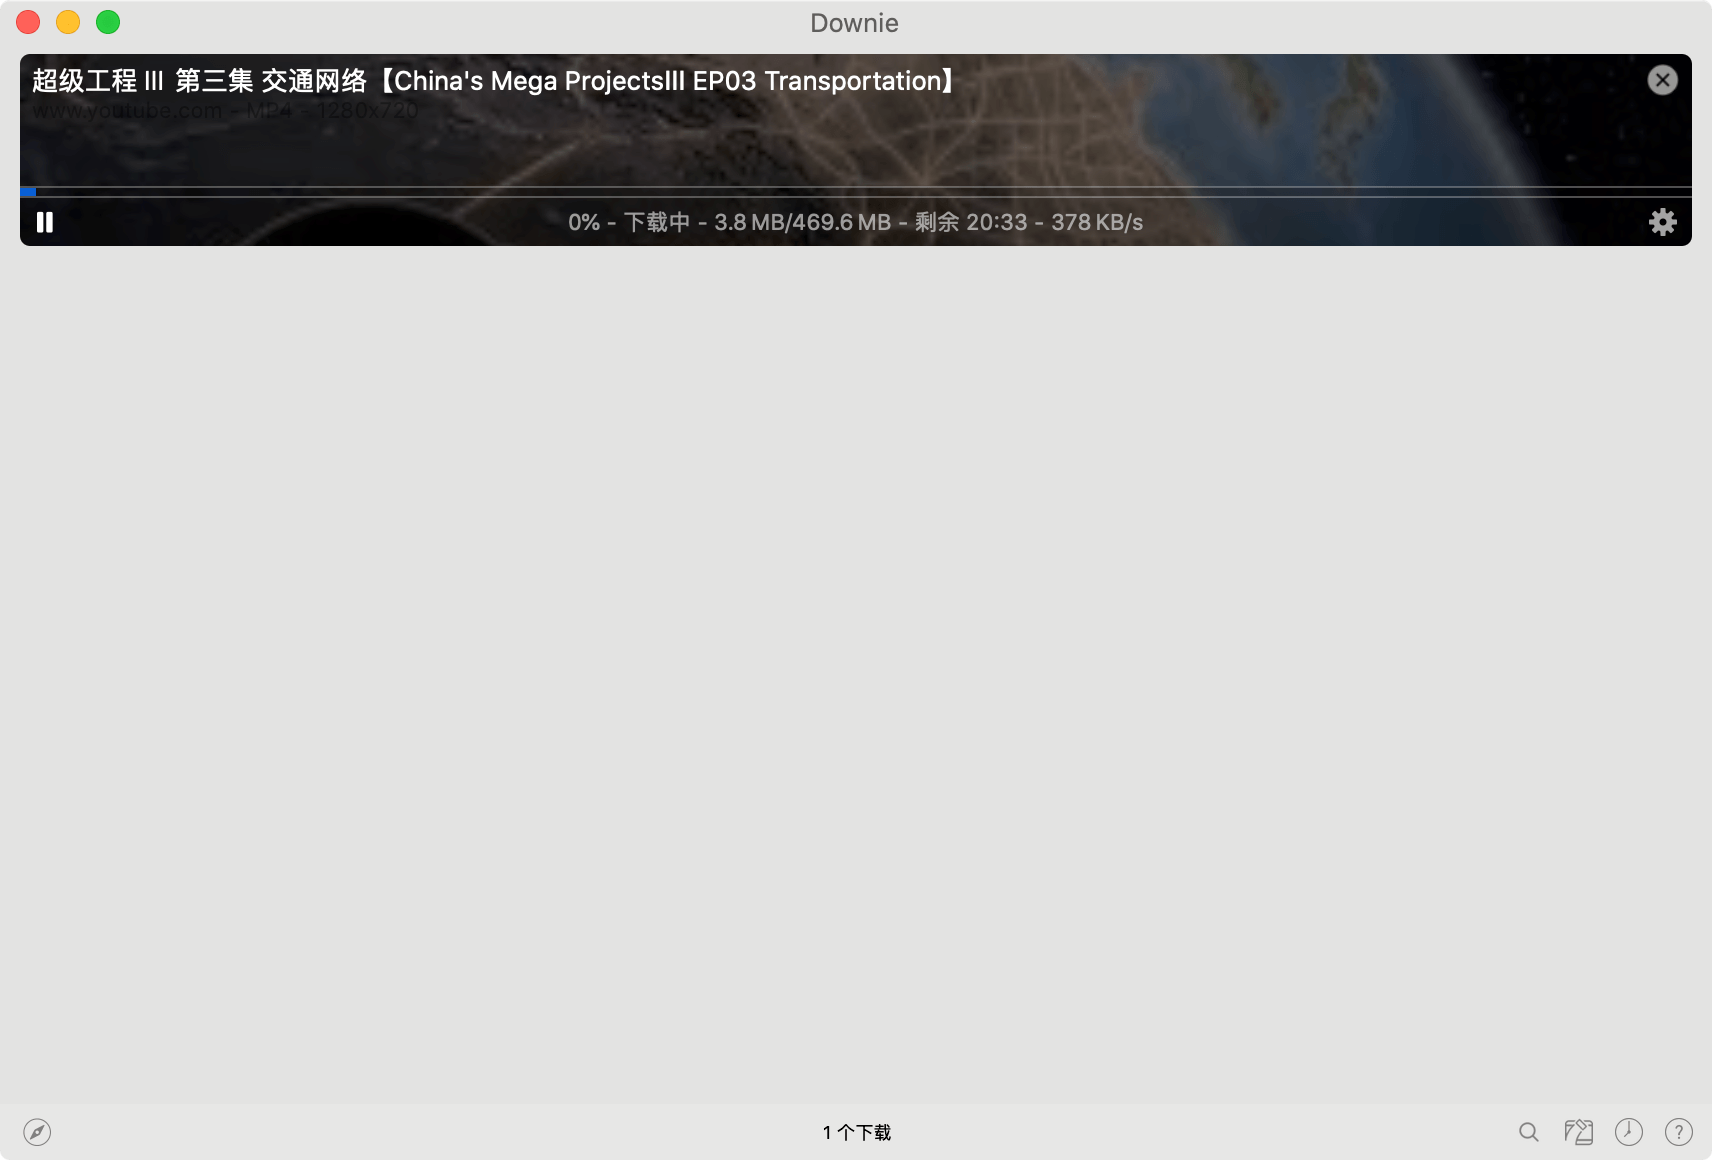 Downie
超级工程 III 第三集 交通网络【China's Mega ProjectsIII EP03 Transportation】
www.youtube.com - MP4 - 1280x720
0% - 下载中 - 3.8 MB/469.6 MB - 剩余 20:33 - 378 KB/s
1 个下载
?